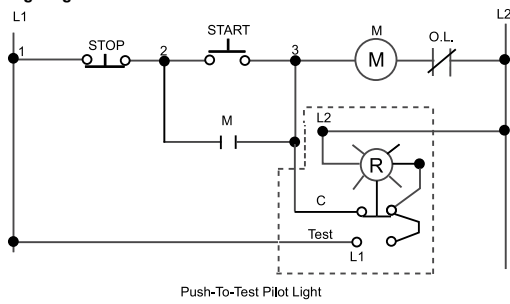 L1
L2
STOP
START
M
O.L.
1
2
3
M
M
L2
R
C
Test
L1
Push-To-Test Pilot Light